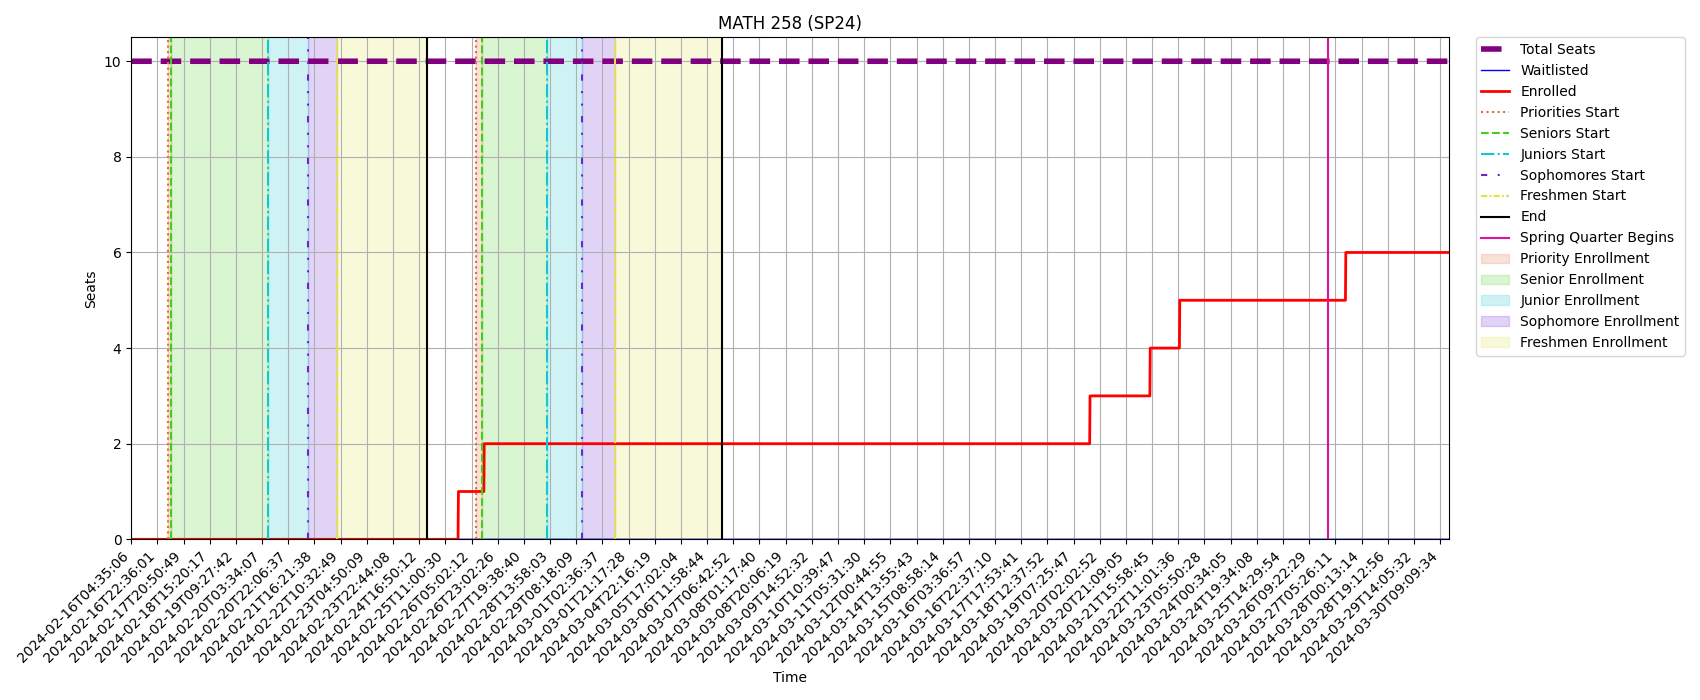 MATH 258 (SP24)
Seats
10
8
6
4
2
0
2024-02-16T04:35:06
2024-02-16T22:36:01
2024-02-17T20:50:49
2024-02-18T15:20:17
2024-02-19T09:27:42
2024-02-20T03:34:07
2024-02-20T22:06:37
2024-02-21T16:21:38
2024-02-22T10:32:49
2024-02-23T04:50:09
2024-02-23T22:44:08
2024-02-24T16:50:12
2024-02-25T11:00:30
2024-02-26T05:02:12
2024-02-26T23:02:26
2024-02-27T19:38:40
2024-02-28T13:58:03
2024-02-29T08:18:09
2024-03-01T02:36:37
2024-03-01T21:17:28
2024-03-04T22:16:19
2024-03-05T17:02:04
2024-03-06T11:58:44
2024-03-07T06:42:52
2024-03-08T01:17:40
2024-03-08T20:06:19
2024-03-09T14:52:32
2024-03-10T10:39:47
2024-03-11T05:31:30
2024-03-12T00:44:55
2024-03-14T13:55:43
2024-03-15T08:58:14
2024-03-16T03:36:57
2024-03-16T22:37:10
2024-03-17T17:53:41
2024-03-18T12:37:52
2024-03-19T07:25:47
2024-03-20T02:02:52
2024-03-20T21:09:05
2024-03-21T15:58:45
2024-03-22T11:01:36
2024-03-23T05:50:28
2024-03-24T00:34:05
2024-03-24T19:34:08
2024-03-25T14:29:54
2024-03-26T09:22:29
2024-03-27T05:26:11
2024-03-28T00:13:14
2024-03-28T19:12:56
2024-03-29T14:05:32
2024-03-30T09:09:34
Time
Total Seats
Waitlisted
Enrolled
Priorities Start
Seniors Start
Juniors Start
Sophomores Start
Freshmen Start
End
Spring Quarter Begins
Priority Enrollment
Senior Enrollment
Junior Enrollment
Sophomore Enrollment
Freshmen Enrollment